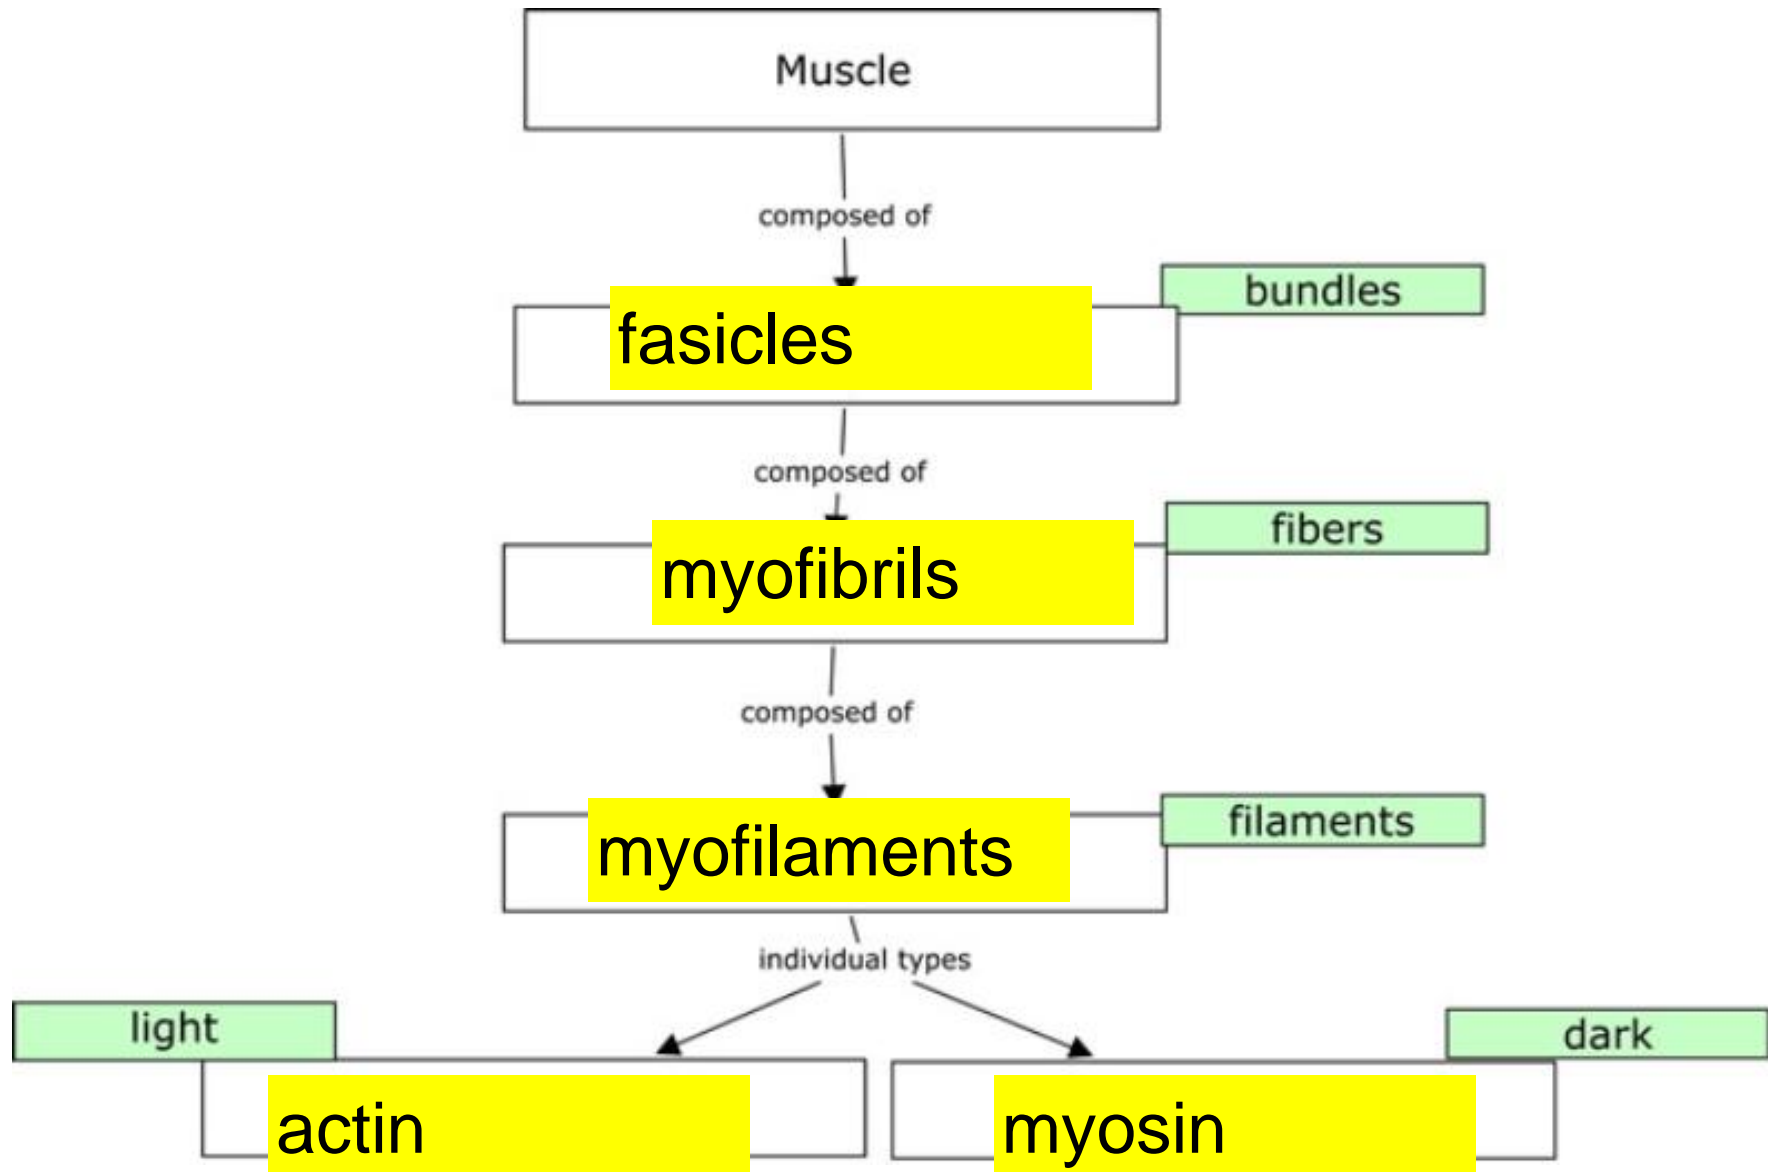 Muscle
composed of
bundles
fasicles
composed of
fibers
myofibrils
composed of
filaments
myofilaments
individual types
light
dark
actin
myosin